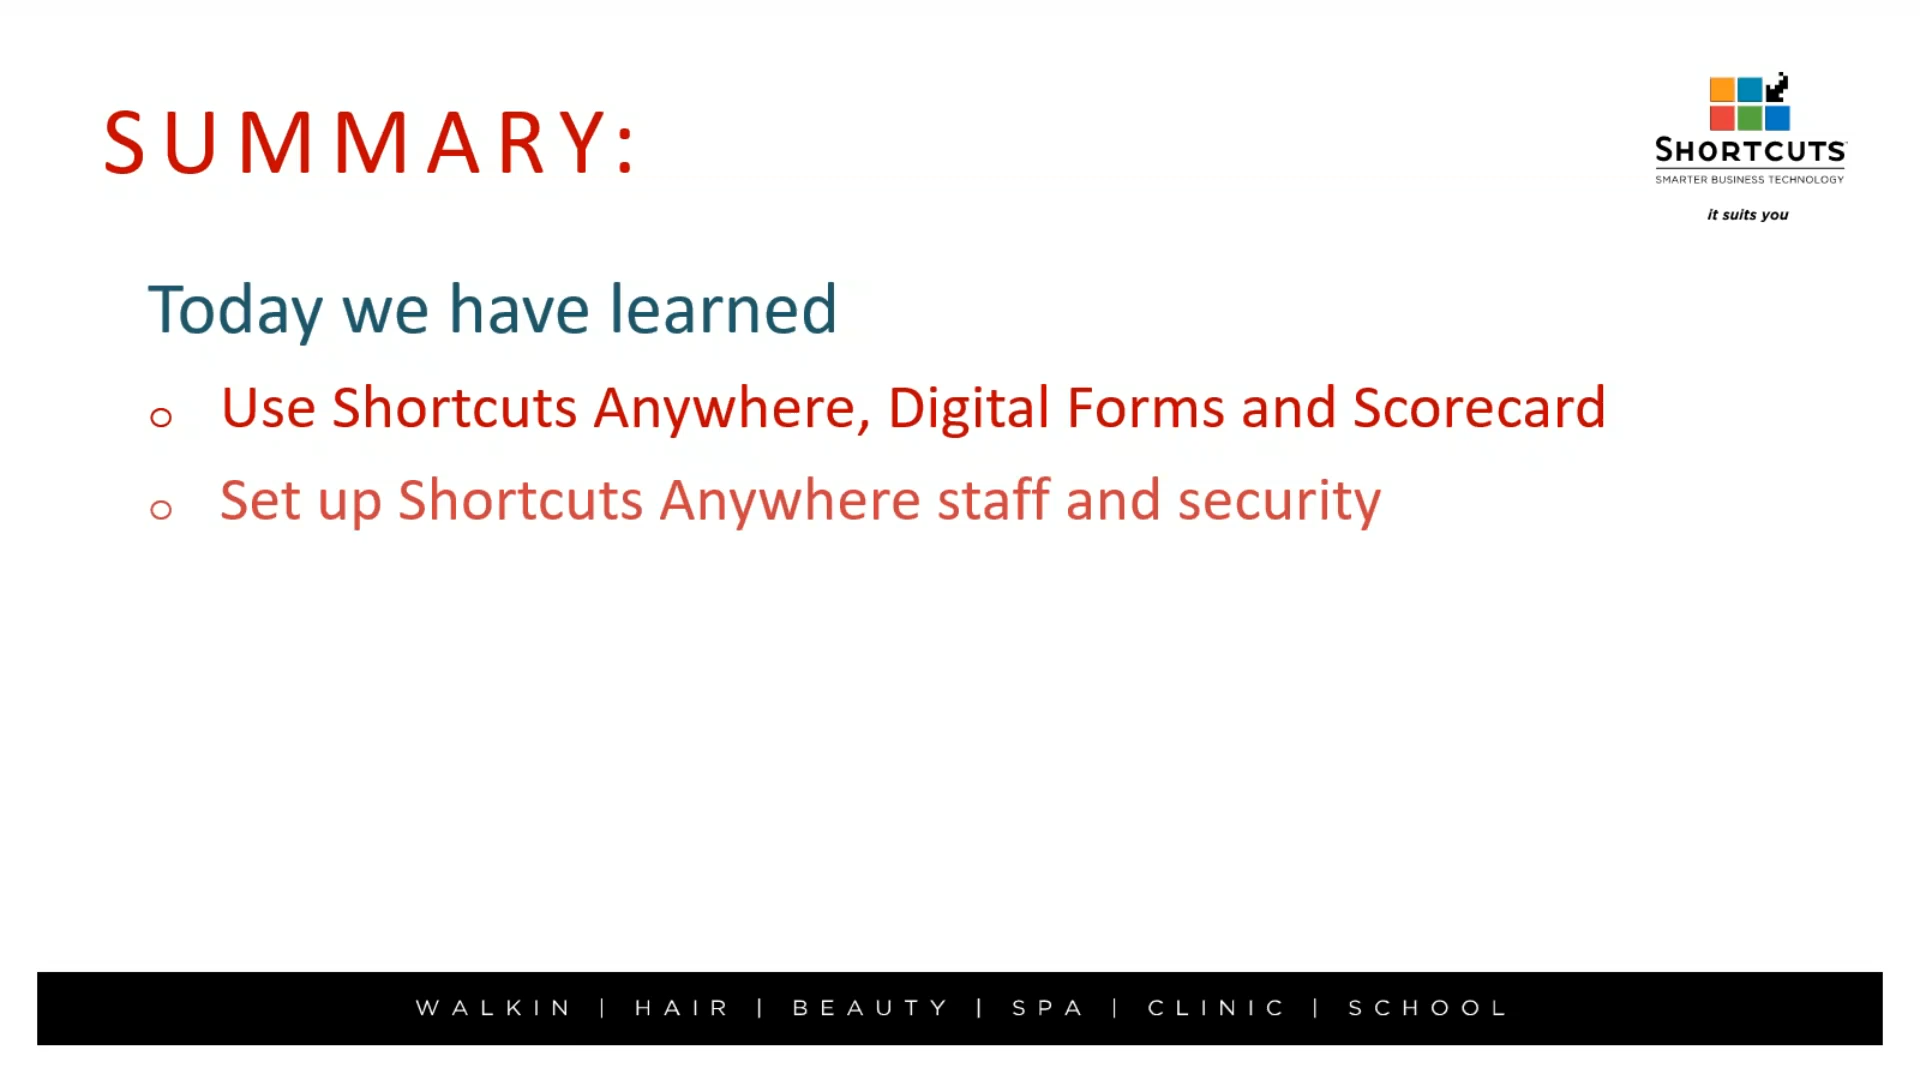 SUMMARY:
SHORTCUTS
SMARTER BUSINESS TECHNOLOGY
it suits you
Today we have learned
o Use Shortcuts Anywhere, Digital Forms and Scorecard
o Set up Shortcuts Anywhere staff and security
WALKIN | HAIR | BEAUTY | SPA | CLINIC | SCHOOL